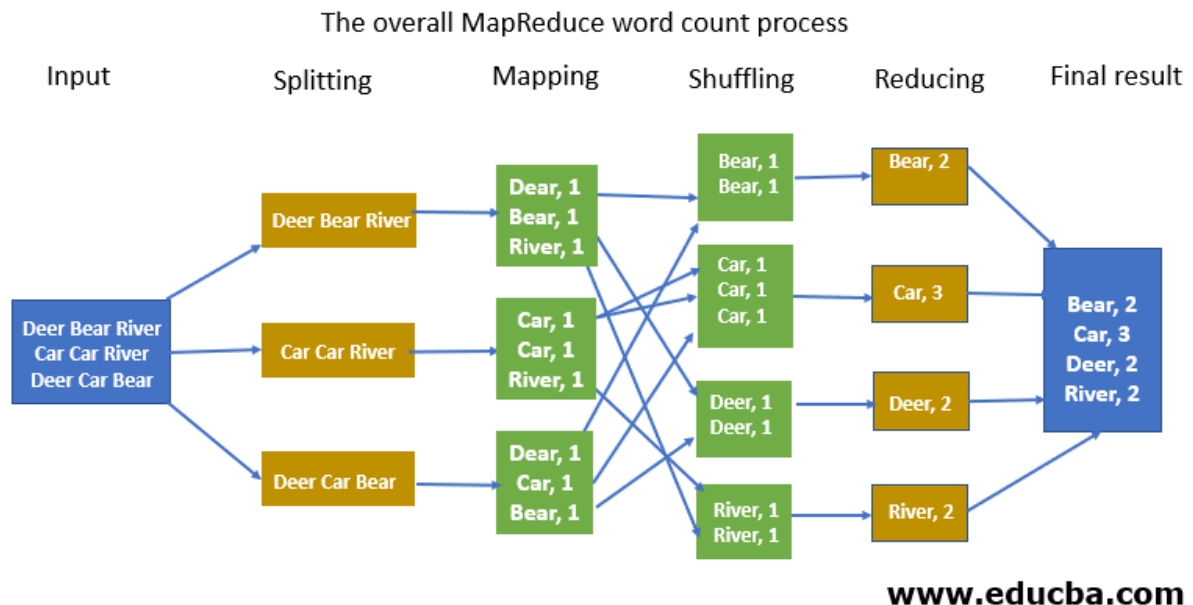 The overall MapReduce word count process
Input
Splitting
Mapping
Shuffling
Reducing
Final result
Deer Bear River
Car Car River
Deer Car Bear
Deer Bear River
Car Car River
Deer Car Bear
Dear, 1
Bear, 1
River, 1
Car, 1
Car, 1
River, 1
Dear, 1
Car, 1
Bear, 1
Bear, 1
Bear, 1
Car, 1
Car, 1
Car, 1
Deer, 1
Deer, 1
River, 1
River, 1
Bear, 2
Car, 3
Deer, 2
River, 2
Bear, 2
Car, 3
Deer, 2
River, 2
www.educba.com